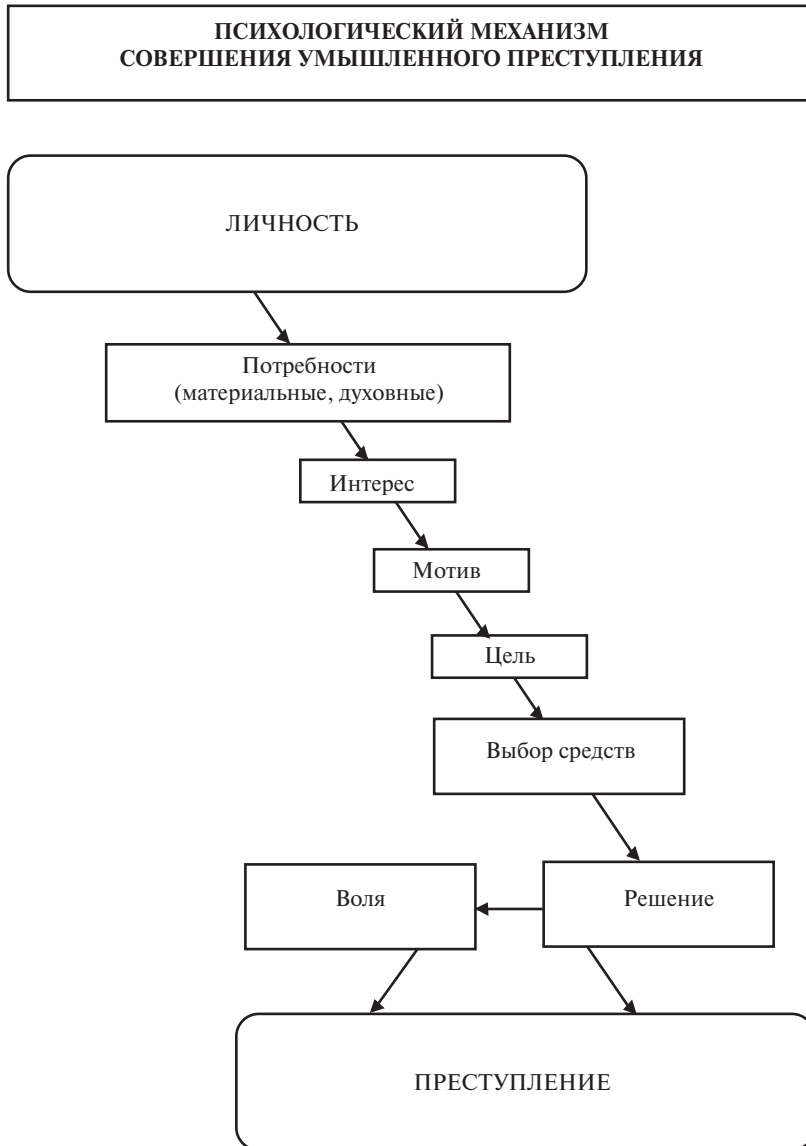 ПСИХОЛОГИЧЕСКИЙ МЕХАНИЗМ
СОВЕРШЕНИЯ УМЫШЛЕННОГО ПРЕСТУПЛЕНИЯ
ЛИЧНОСТЬ
Потребности
(материальные, духовные)
Интерес
Мотив
Цель
Выбор средств
Воля
Решение
ПРЕСТУПЛЕНИЕ